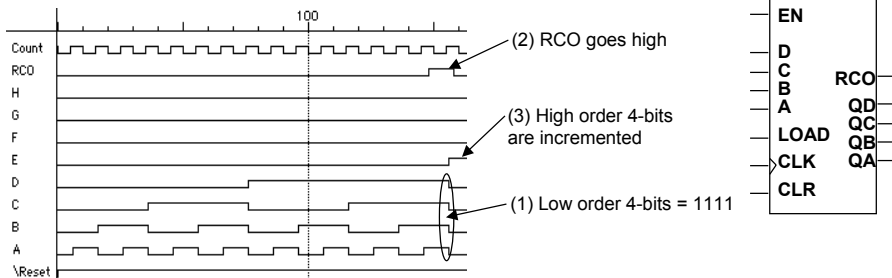 100
Count
RCO
H
G
F
E
D
C
B
A
\Reset
(2) RCO goes high
(3) High order 4-bits
are incremented
(1) Low order 4-bits = 1111
EN
D
C
B
A
LOAD
CLK
CLR
RCO
QD
QC
QB
QA